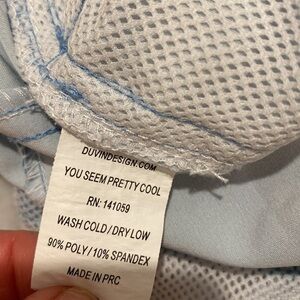 DUVINDESIGN.COM
YOU SEEM PRETTY COOL
RN: 141059
WASH COLD / DRY LOW
90% POLY / 10% SPANDEX
MADE IN PRC